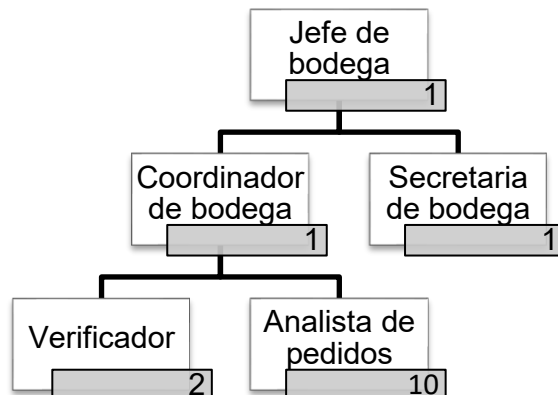 Jefe de
bodega
1
Coordinador
de bodega
1
Secretaria
de bodega
1
Verificador
2
Analista de
pedidos
10